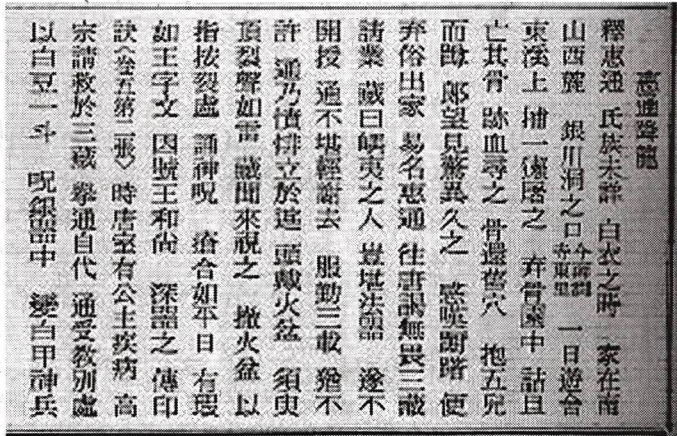 惠通降龍
釋惠通 氏族未詳 白衣之時 家在南
山西麓 銀川洞之口 今南澗寺東里 一日遊舍
東溪上 捕一獺屠之 弃骨園中 詰旦
亡其骨 跡血尋之 骨還舊穴 抱五兒
而蹲 郎望見驚異久之 感嘆躕躇 便
弃俗出家 易名惠通 往唐謁無畏三藏
請業 藏曰嵎夷之人 豈堪法器 遂不
開授 通不堪輕謝去 服勤三載 猶不
許 通乃憤悱立於庭 頭戴火盆 須臾
頂裂聲如雷 藏聞來視之 撤火盆 以
指按裂處 誦神呪 瘡合如平日 有瑕
如王字文 因號王和尚 深器之 傳印
訣〈卷五第二張〉時唐室有公主疾病 高
宗請救於三藏 擧通自代 通受敎別處
以白豆一斗 呪銀器中 變白甲神兵